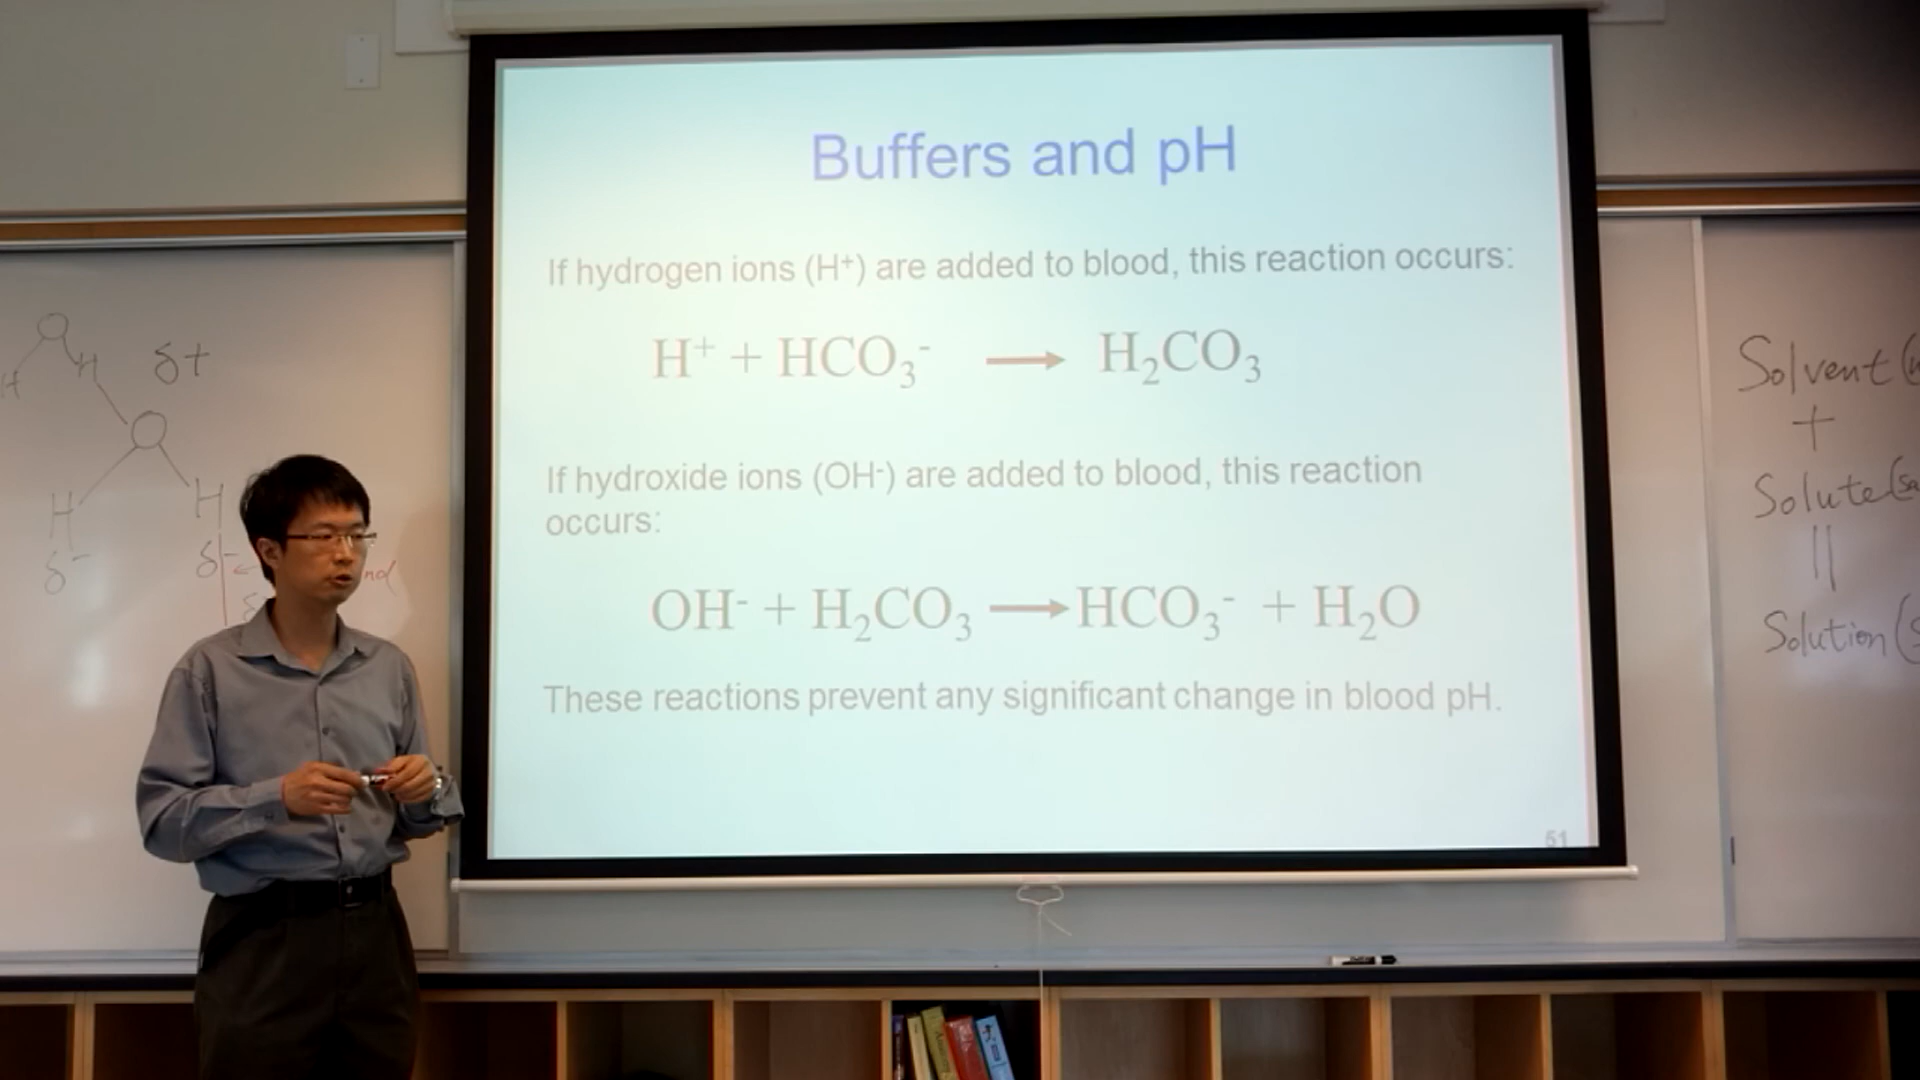 Buffers and pH
If hydrogen ions (H⁺) are added to blood, this reaction occurs:
H⁺ + HCO₃⁻ → H₂CO₃
If hydroxide ions (OH⁻) are added to blood, this reaction
occurs:
OH⁻ + H₂CO₃ → HCO₃⁻ + H₂O
These reactions prevent any significant change in blood pH.
51
H
H
δ+
H
H
δ⁻
δ⁻
Solvent (
+
Solute (sa
||
Solution (s